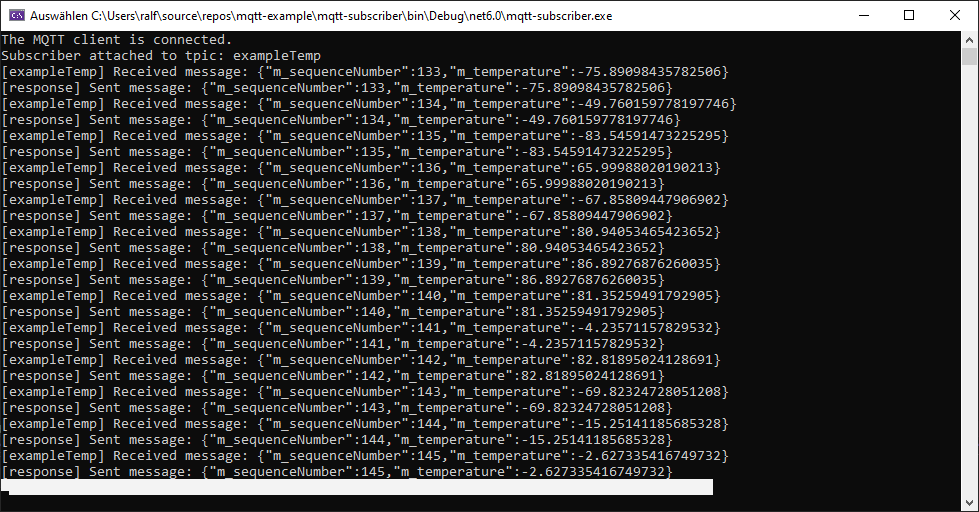 Auswählen C:\Users\ralf\source\repos\mqtt-example\mqtt-subscriber\bin\Debug\net6.0\mqtt-subscriber.exe
The MQTT client is connected.
Subscriber attached to tpic: exampleTemp
[exampleTemp] Received message: {"m_sequenceNumber":133,"m_temperature":-75.89098435782506}
[response] Sent message: {"m_sequenceNumber":133,"m_temperature":-75.89098435782506}
[exampleTemp] Received message: {"m_sequenceNumber":134,"m_temperature":-49.760159778197746}
[response] Sent message: {"m_sequenceNumber":134,"m_temperature":-49.760159778197746}
[exampleTemp] Received message: {"m_sequenceNumber":135,"m_temperature":-83.54591473225295}
[response] Sent message: {"m_sequenceNumber":135,"m_temperature":-83.54591473225295}
[exampleTemp] Received message: {"m_sequenceNumber":136,"m_temperature":65.99988020190213}
[response] Sent message: {"m_sequenceNumber":136,"m_temperature":65.99988020190213}
[exampleTemp] Received message: {"m_sequenceNumber":137,"m_temperature":-67.85809447906902}
[response] Sent message: {"m_sequenceNumber":137,"m_temperature":-67.85809447906902}
[exampleTemp] Received message: {"m_sequenceNumber":138,"m_temperature":80.94053465423652}
[response] Sent message: {"m_sequenceNumber":138,"m_temperature":80.94053465423652}
[exampleTemp] Received message: {"m_sequenceNumber":139,"m_temperature":86.89276876260035}
[response] Sent message: {"m_sequenceNumber":139,"m_temperature":86.89276876260035}
[exampleTemp] Received message: {"m_sequenceNumber":140,"m_temperature":81.35259491792905}
[response] Sent message: {"m_sequenceNumber":140,"m_temperature":81.35259491792905}
[exampleTemp] Received message: {"m_sequenceNumber":141,"m_temperature":-4.23571157829532}
[response] Sent message: {"m_sequenceNumber":141,"m_temperature":-4.23571157829532}
[exampleTemp] Received message: {"m_sequenceNumber":142,"m_temperature":82.81895024128691}
[response] Sent message: {"m_sequenceNumber":142,"m_temperature":82.81895024128691}
[exampleTemp] Received message: {"m_sequenceNumber":143,"m_temperature":-69.82324728051208}
[response] Sent message: {"m_sequenceNumber":143,"m_temperature":-69.82324728051208}
[exampleTemp] Received message: {"m_sequenceNumber":144,"m_temperature":-15.25141185685328}
[response] Sent message: {"m_sequenceNumber":144,"m_temperature":-15.25141185685328}
[exampleTemp] Received message: {"m_sequenceNumber":145,"m_temperature":-2.627335416749732}
[response] Sent message: {"m_sequenceNumber":145,"m_temperature":-2.627335416749732}